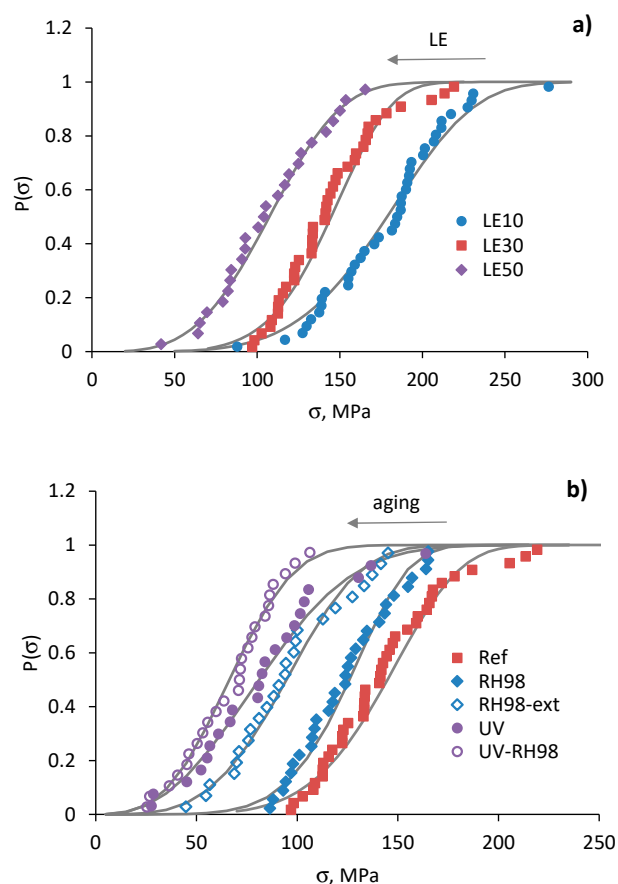 a)
LE
1.2
1
0.8
0.6
0.4
0.2
0
P(σ)
LE10
LE30
LE50
0 50 100 150 200 250 300
σ, MPa
b)
aging
1.2
1
0.8
0.6
0.4
0.2
0
P(σ)
Ref
RH98
RH98-ext
UV
UV-RH98
0 50 100 150 200 250
σ, MPa